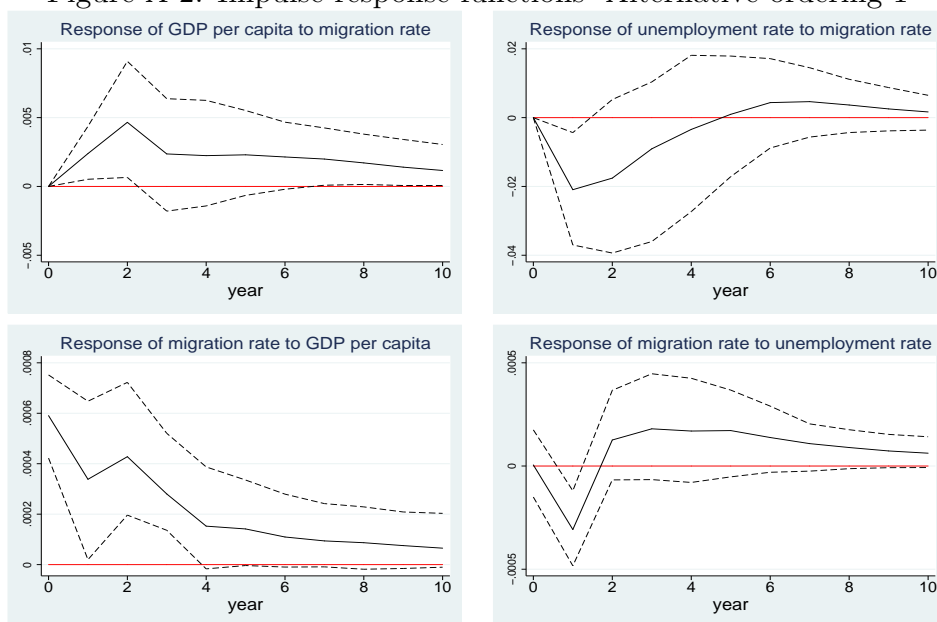 Figure A-2: Impulse response functions- Alternative ordering 1
Response of GDP per capita to migration rate
.01
.005
0
-.005
0 2 4 6 8 10
year
Response of unemployment rate to migration rate
.02
0
-.02
-.04
0 2 4 6 8 10
year
Response of migration rate to GDP per capita
.0008
.0006
.0004
.0002
0
0 2 4 6 8 10
year
Response of migration rate to unemployment rate
.0005
0
-.0005
0 2 4 6 8 10
year